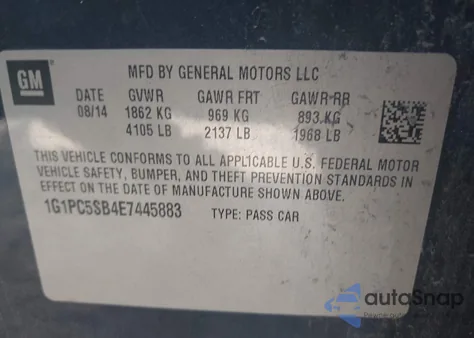 GM
MFD BY GENERAL MOTORS LLC
DATE GVWR GAWR FRT GAWR RR
08/14 1862 KG 969 KG 893 KG
4105 LB 2137 LB 1968 LB
THIS VEHICLE CONFORMS TO ALL APPLICABLE U.S. FEDERAL MOTOR
VEHICLE SAFETY, BUMPER, AND THEFT PREVENTION STANDARDS IN
EFFECT ON THE DATE OF MANUFACTURE SHOWN ABOVE.
1G1PC5SB4E7445883 TYPE: PASS CAR
autoSnap